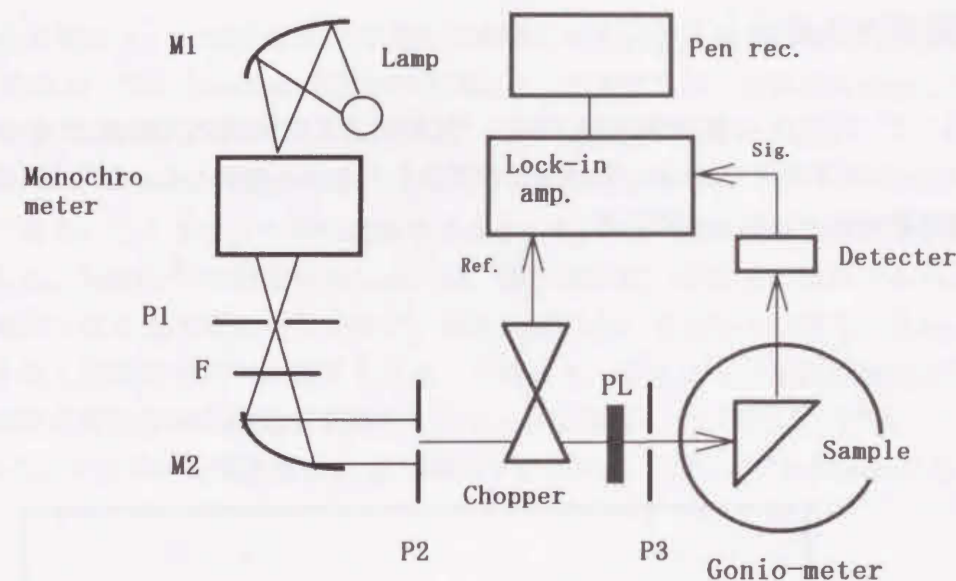 M1
Lamp
Pen rec.
Monochro
meter
Lock-in
amp.
Sig.
Ref.
Detecter
P1
F
PL
M2
Chopper
Sample
P2
P3
Gonio-meter